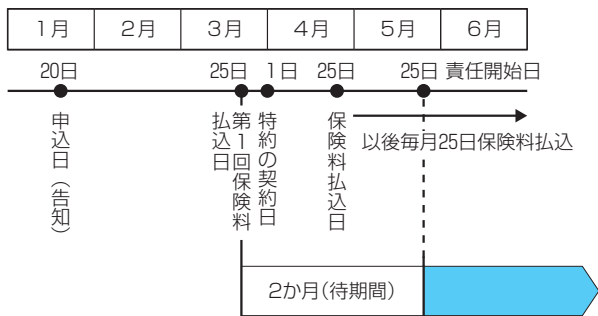 1月 2月 3月 4月 5月 6月
20日 25日 1日 25日 25日 責任開始日
申込日（告知）
第1回保険料
払込日
特約の契約日
保険料払込日
以後毎月25日保険料払込
2か月（待期間）